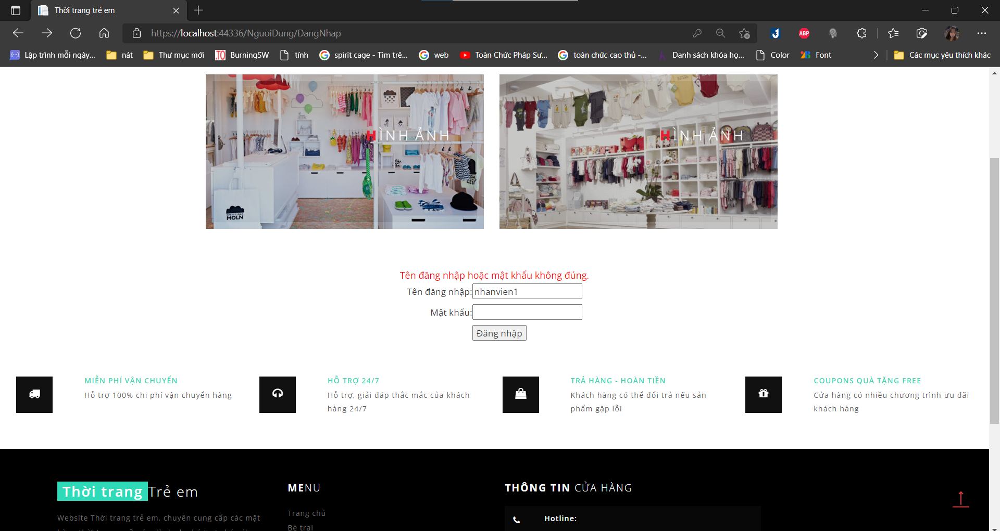 Thời trang trẻ em
https://localhost:44336/NguoiDung/DangNhap
ABP
Lập trình mỗi ngày...
nát
Thư mục mới
BurningSW
tính
spirit cage - Tìm trê...
web
Toàn Chức Pháp Sư...
toàn chức cao thủ -...
Danh sách khóa họ...
Color
Font
Các mục yêu thích khác
HÌNH ẢNH
HÌNH ẢNH
MOLN
Tên đăng nhập hoặc mật khẩu không đúng.
Tên đăng nhập: nhanvien1
Mật khẩu:
Đăng nhập
MIỄN PHÍ VẬN CHUYỂN
Hỗ trợ 100% chi phí vận chuyển hàng
HỖ TRỢ 24/7
Hỗ trợ, giải đáp thắc mắc của khách
hàng 24/7
TRẢ HÀNG - HOÀN TIỀN
Khách hàng có thể đổi trả nếu sản
phẩm gặp lỗi
COUPONS QUÀ TẶNG FREE
Cửa hàng có nhiều chương trình ưu đãi
khách hàng
Thời trang Trẻ em
Website Thời trang trẻ em, chuyên cung cấp các mặt
MENU
Trang chủ
Bé trai
THÔNG TIN CỬA HÀNG
Hotline: